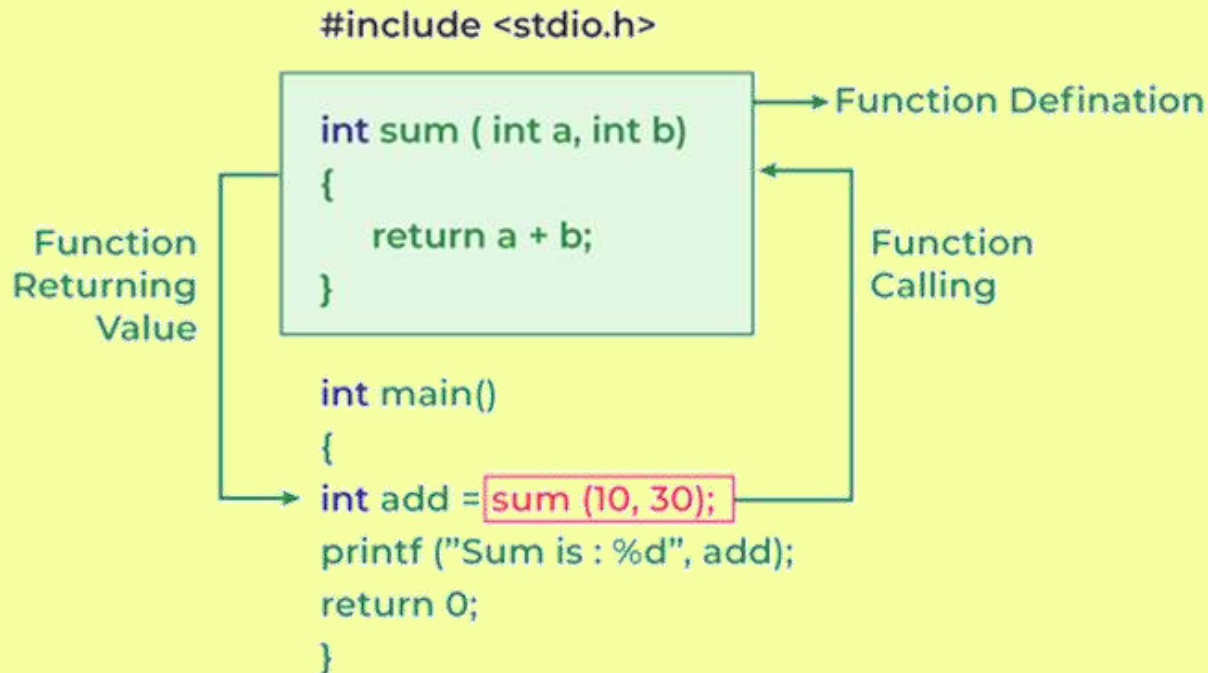 #include <stdio.h>
int sum ( int a, int b)
{
return a + b;
}
Function Defination
Function
Returning
Value
Function
Calling
int main()
{
int add = sum (10, 30);
printf (”Sum is : %d”, add);
return 0;
}